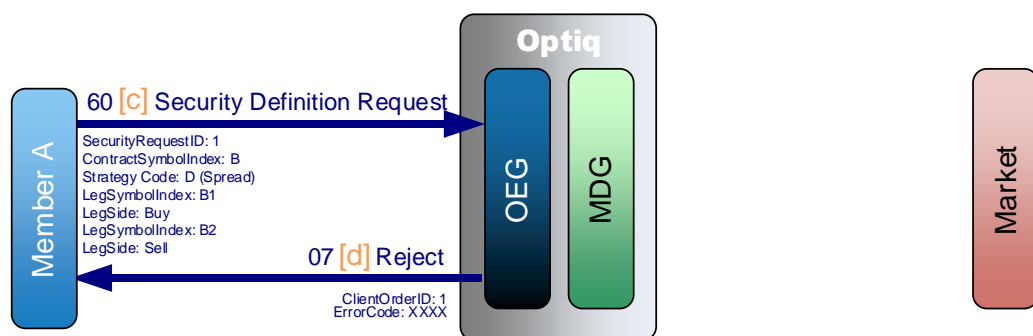 Optiq
60 [c] Security Definition Request
SecurityRequestID: 1
ContractSymbolIndex: B
Strategy Code: D (Spread)
LegSymbolIndex: B1
LegSide: Buy
LegSymbolIndex: B2
LegSide: Sell
07 [d] Reject
ClientOrderID: 1
ErrorCode: XXXX
Member A
OEG
MDG
Market